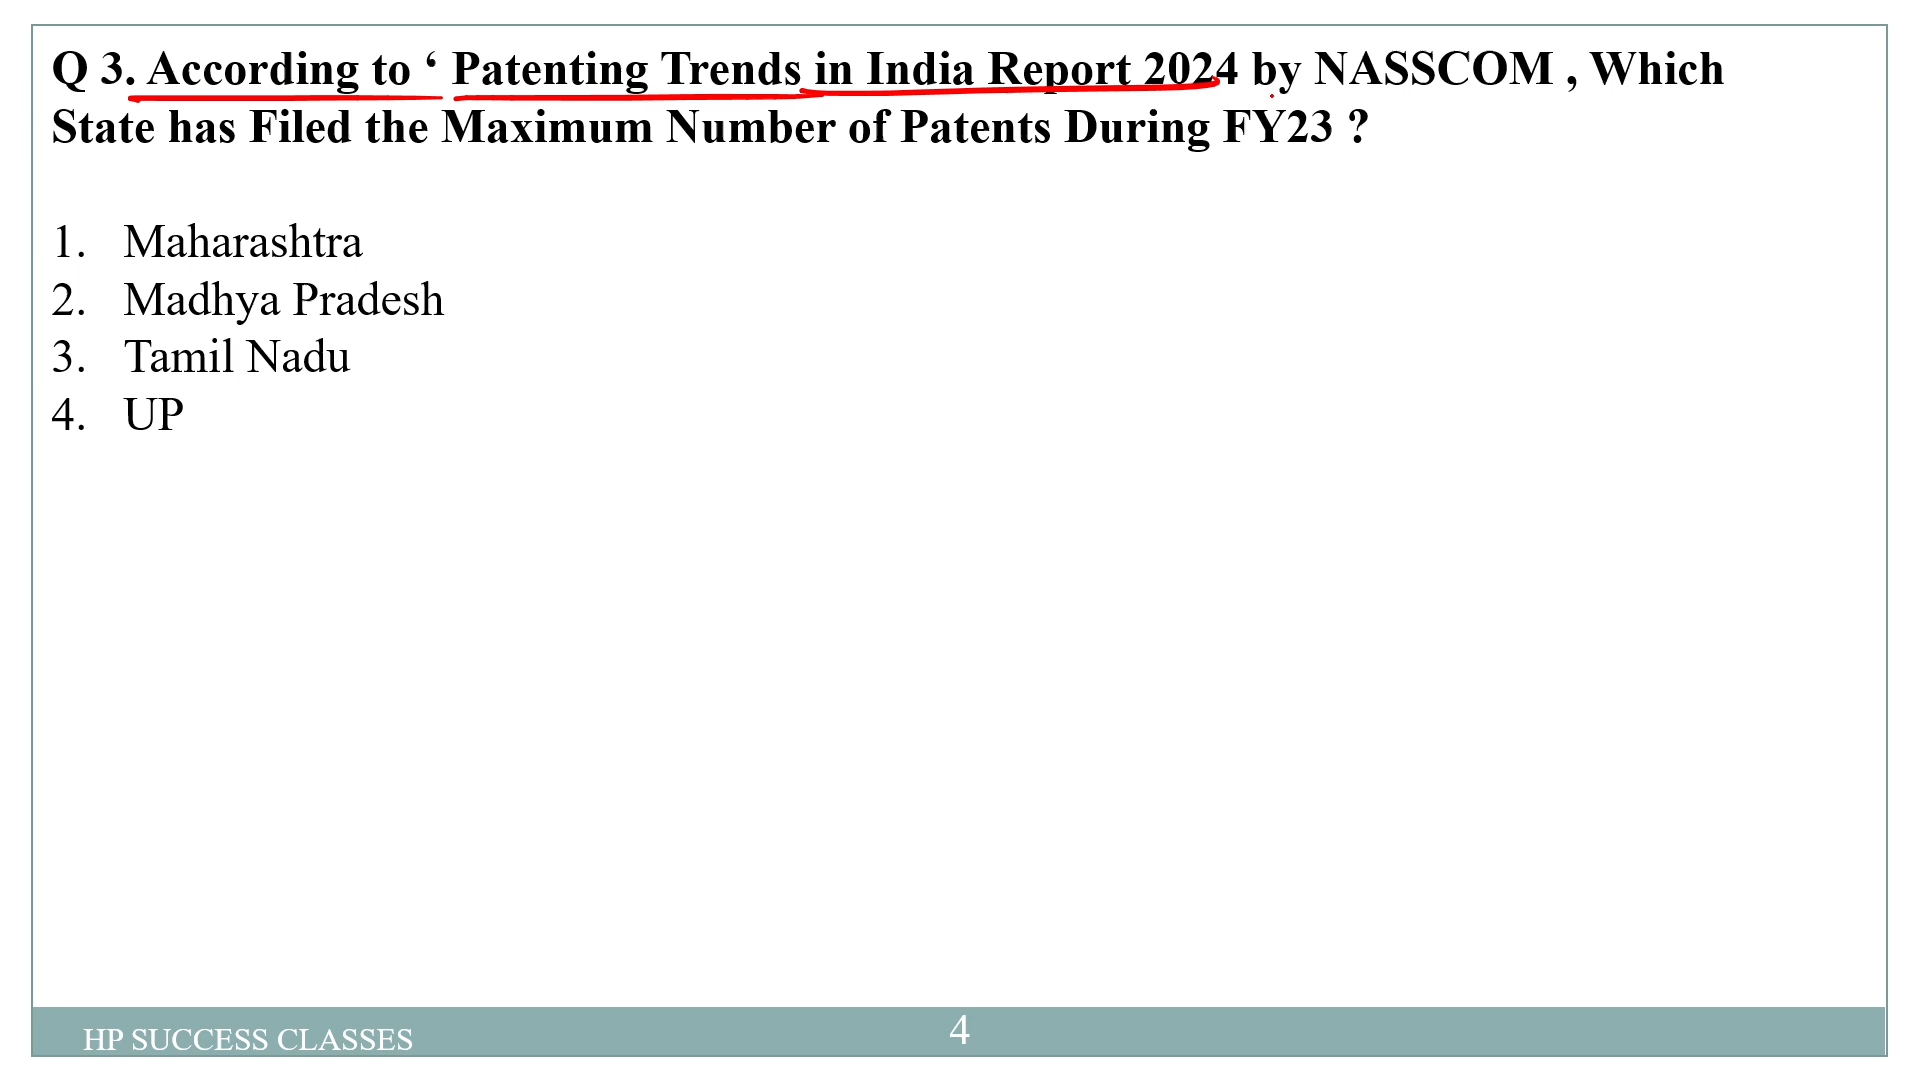 Q 3. According to ‘ Patenting Trends in India Report 2024 by NASSCOM , Which
State has Filed the Maximum Number of Patents During FY23 ?
1. Maharashtra
2. Madhya Pradesh
3. Tamil Nadu
4. UP
HP SUCCESS CLASSES
4